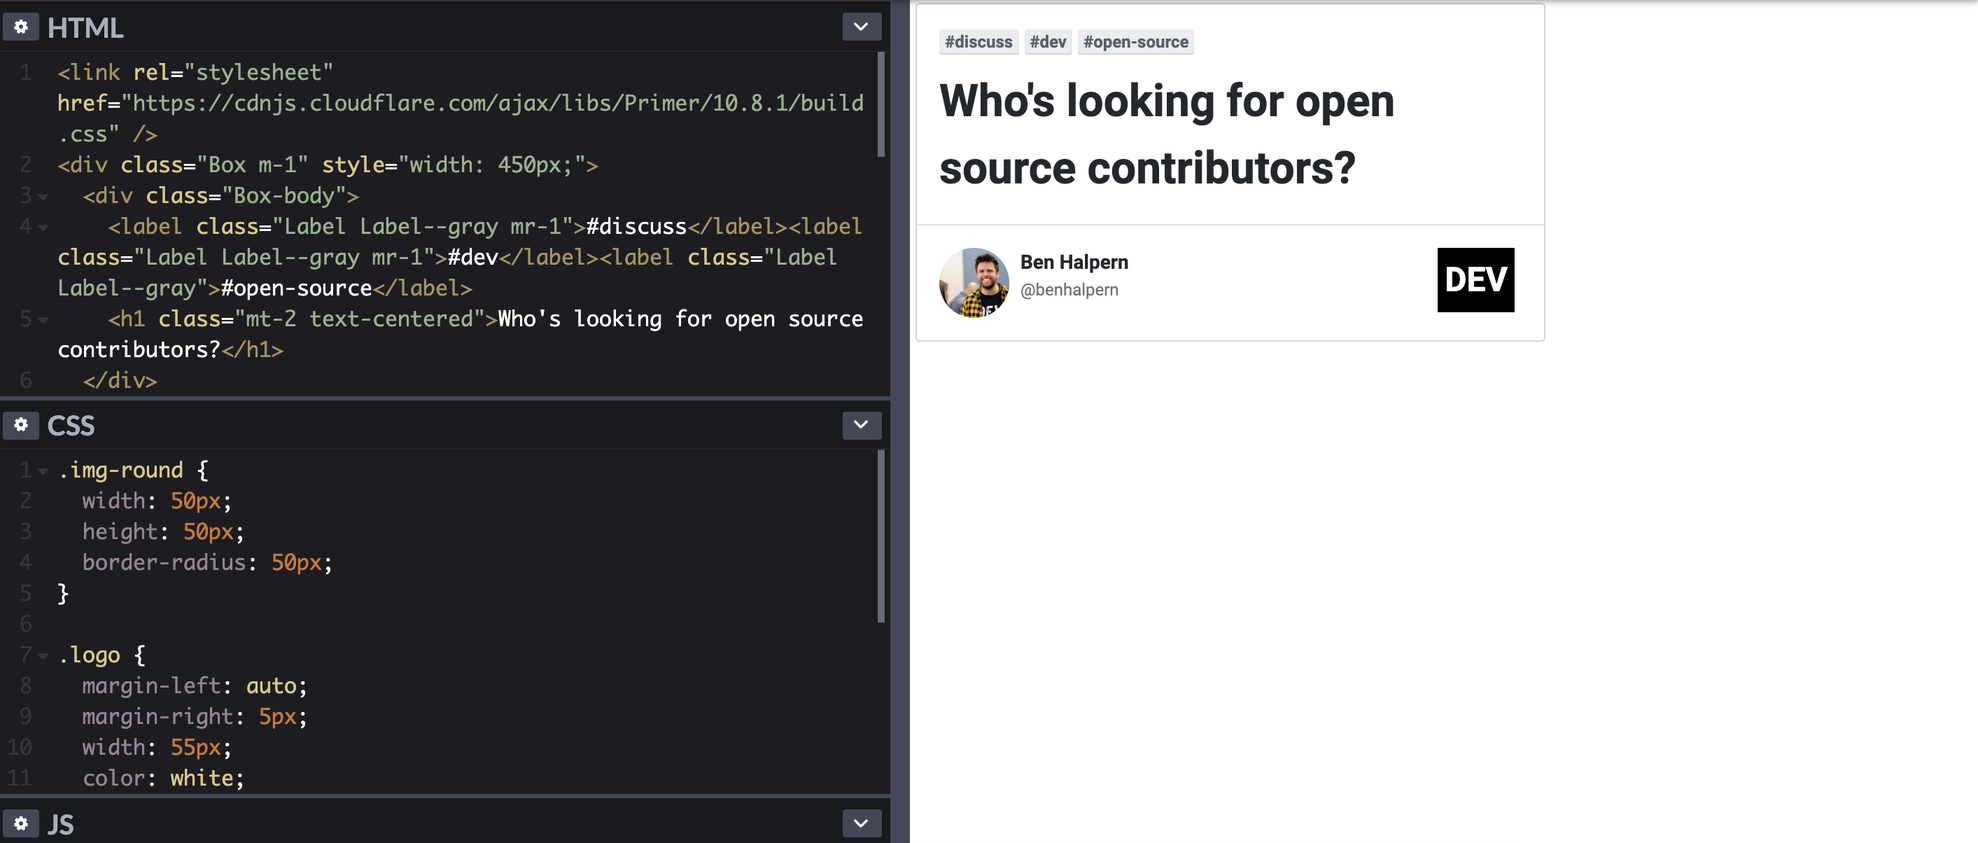 HTML
1 <link rel="stylesheet"
href="https://cdnjs.cloudflare.com/ajax/libs/Primer/10.8.1/build
.css" />
2 <div class="Box m-1" style="width: 450px;">
3 <div class="Box-body">
4 <label class="Label Label--gray mr-1">#discuss</label><label
class="Label Label--gray mr-1">#dev</label><label class="Label
Label--gray">#open-source</label>
5 <h1 class="mt-2 text-centered">Who's looking for open source
contributors?</h1>
6 </div>
CSS
1 .img-round {
2 width: 50px;
3 height: 50px;
4 border-radius: 50px;
5 }
6
7 .logo {
8 margin-left: auto;
9 margin-right: 5px;
10 width: 55px;
11 color: white;
JS
#discuss #dev #open-source
Who's looking for open
source contributors?
Ben Halpern
@benhalpern
DEV